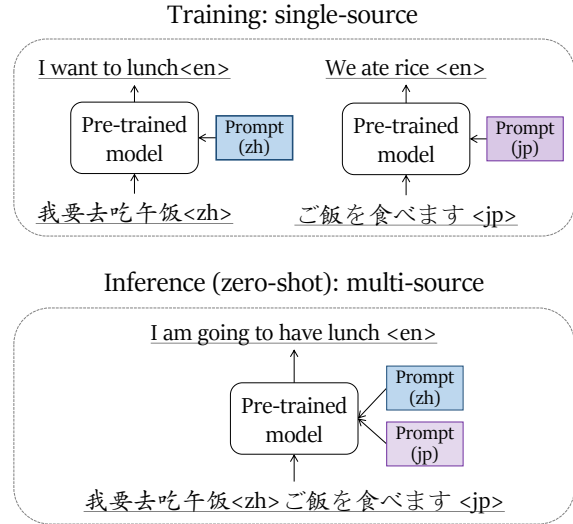 Training: single-source
I want to lunch<en>
We ate rice <en>
Pre-trained
model
Prompt
(zh)
Pre-trained
model
Prompt
(jp)
我要去吃午饭<zh>
ご飯を食べます <jp>
Inference (zero-shot): multi-source
I am going to have lunch <en>
Pre-trained
model
Prompt
(zh)
Prompt
(jp)
我要去吃午饭<zh>ご飯を食べます <jp>